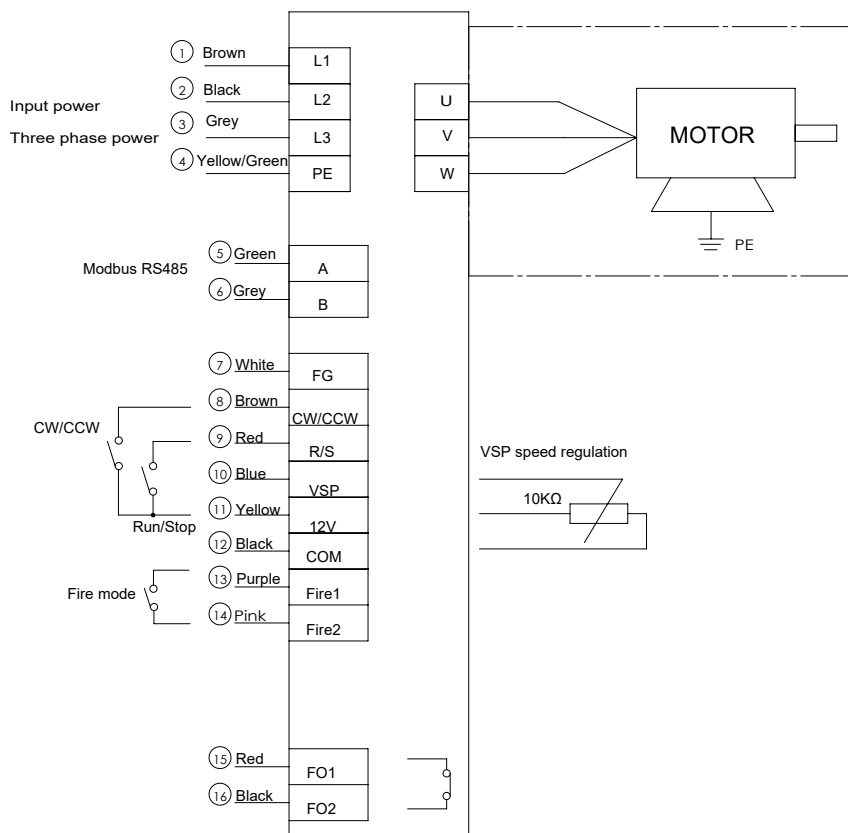 1 Brown L1
2 Black L2 U
Input power
3 Grey L3 V MOTOR
Three phase power
4 Yellow/Green PE W
PE
5 Green A
Modbus RS485
6 Grey B
7 White FG
8 Brown CW/CCW
CW/CCW
9 Red R/S
VSP speed regulation
10 Blue VSP
10KΩ
11 Yellow 12V
Run/Stop
12 Black COM
13 Purple Fire1
Fire mode
14 Pink Fire2
15 Red FO1
16 Black FO2